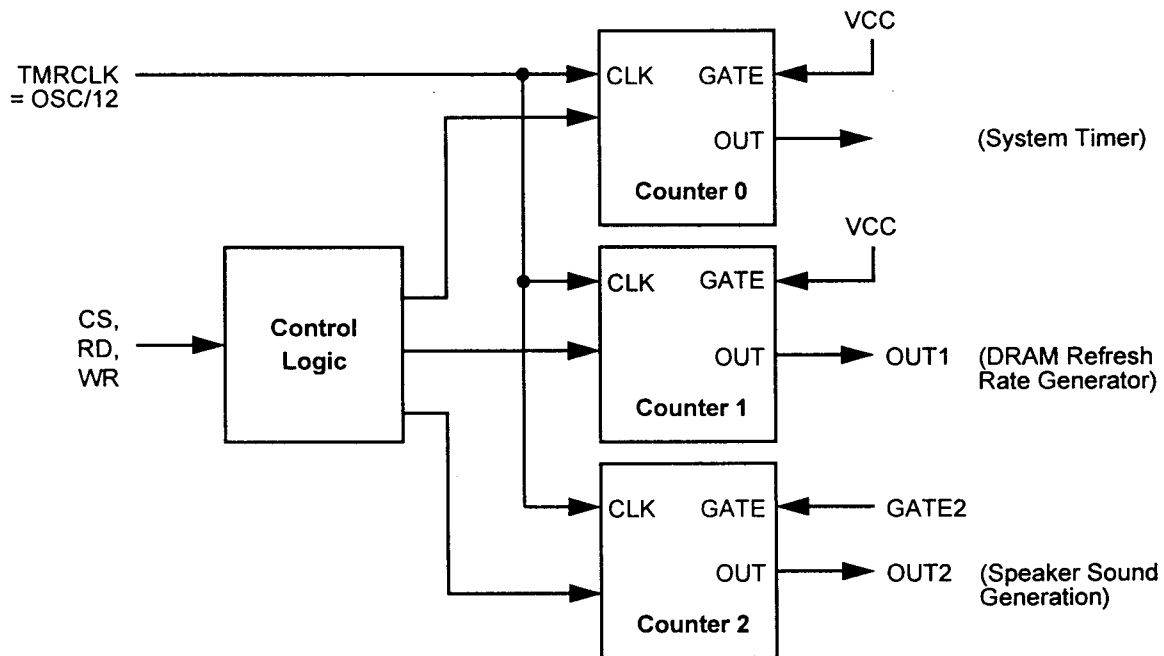 TMRCLK
= OSC/12
VCC
CLK GATE
OUT
(System Timer)
Counter 0
CS,
RD,
WR
Control
Logic
VCC
CLK GATE
OUT
OUT1
(DRAM Refresh
Rate Generator)
Counter 1
CLK GATE
GATE2
OUT
OUT2
(Speaker Sound
Generation)
Counter 2